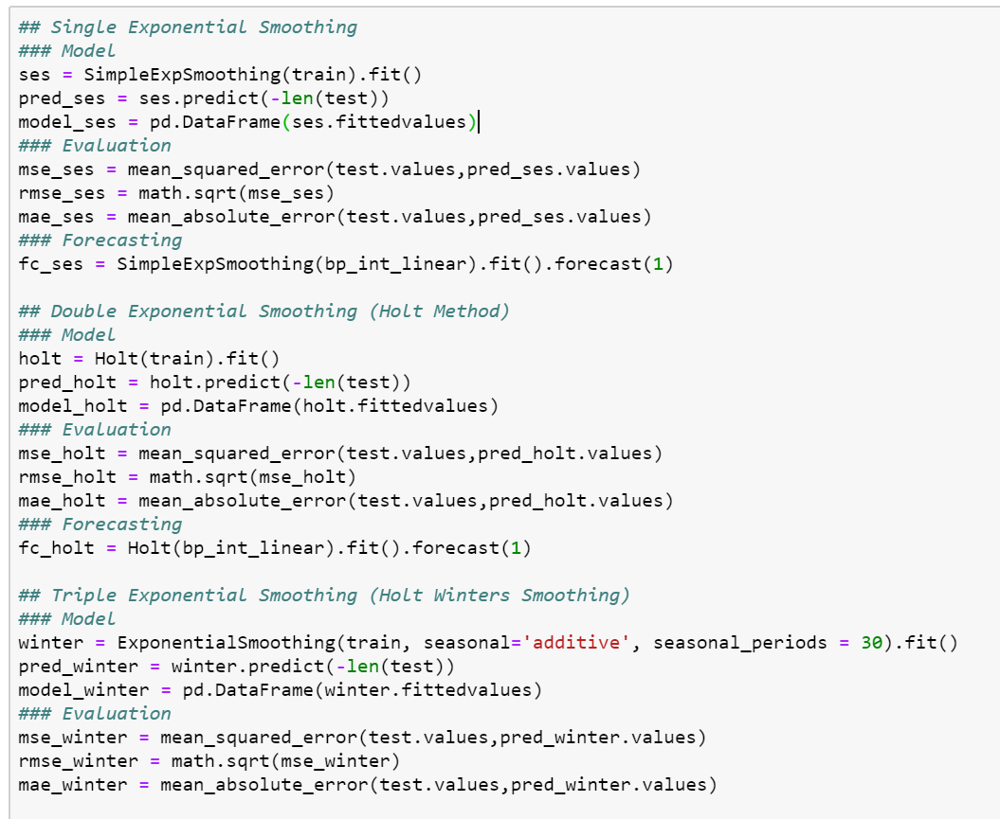 ## Single Exponential Smoothing
### Model
ses = SimpleExpSmoothing(train).fit()
pred_ses = ses.predict(-len(test))
model_ses = pd.DataFrame(ses.fittedvalues)
### Evaluation
mse_ses = mean_squared_error(test.values,pred_ses.values)
rmse_ses = math.sqrt(mse_ses)
mae_ses = mean_absolute_error(test.values,pred_ses.values)
### Forecasting
fc_ses = SimpleExpSmoothing(bp_int_linear).fit().forecast(1)
## Double Exponential Smoothing (Holt Method)
### Model
holt = Holt(train).fit()
pred_holt = holt.predict(-len(test))
model_holt = pd.DataFrame(holt.fittedvalues)
### Evaluation
mse_holt = mean_squared_error(test.values,pred_holt.values)
rmse_holt = math.sqrt(mse_holt)
mae_holt = mean_absolute_error(test.values,pred_holt.values)
### Forecasting
fc_holt = Holt(bp_int_linear).fit().forecast(1)
## Triple Exponential Smoothing (Holt Winters Smoothing)
### Model
winter = ExponentialSmoothing(train, seasonal='additive', seasonal_periods = 30).fit()
pred_winter = winter.predict(-len(test))
model_winter = pd.DataFrame(winter.fittedvalues)
### Evaluation
mse_winter = mean_squared_error(test.values,pred_winter.values)
rmse_winter = math.sqrt(mse_winter)
mae_winter = mean_absolute_error(test.values,pred_winter.values)